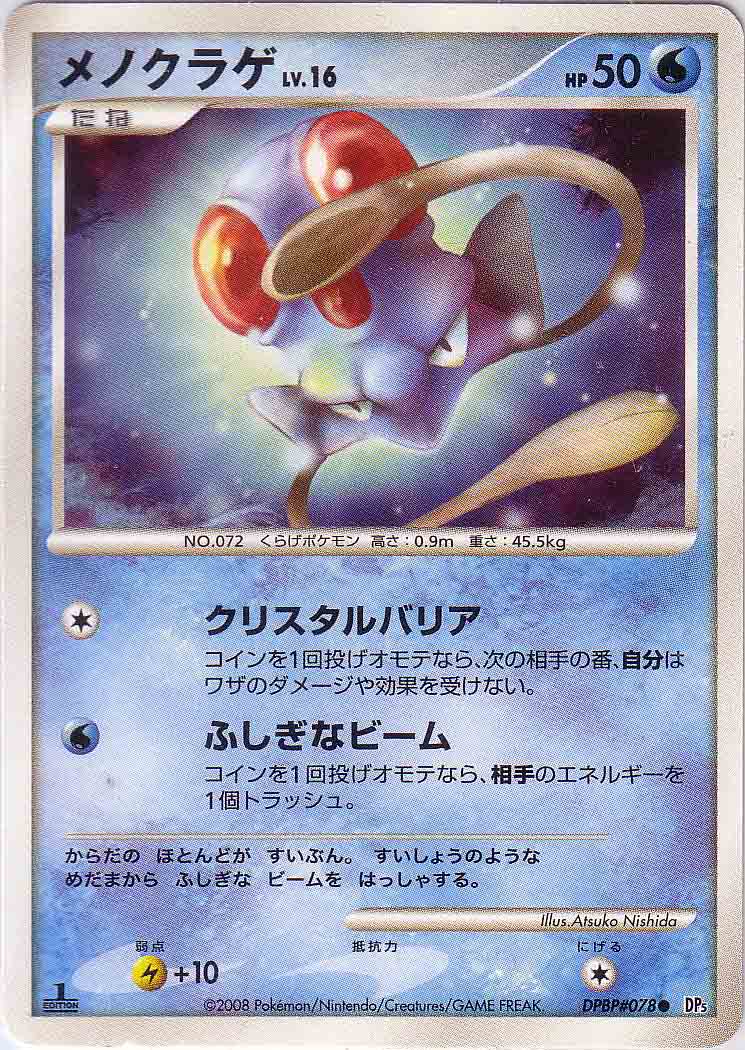 メノクラゲ LV.16 HP 50
たね
NO.072 くらげポケモン 高さ:0.9m 重さ:45.5kg
クリスタルバリア
コインを1回投げオモテなら、次の相手の番、自分は
ワザのダメージや効果を受けない。
ふしぎなビーム
コインを1回投げオモテなら、相手のエネルギーを
1個トラッシュ。
からだの ほとんどが すいぶん。 すいしょうのような
めだまから ふしぎな ビームを はっしゃする。
Illus.Atsuko Nishida
弱点 抵抗力 にげる
+10
1 EDITION ©2008 Pokémon/Nintendo/Creatures/GAME FREAK. DPBP#078 DP5